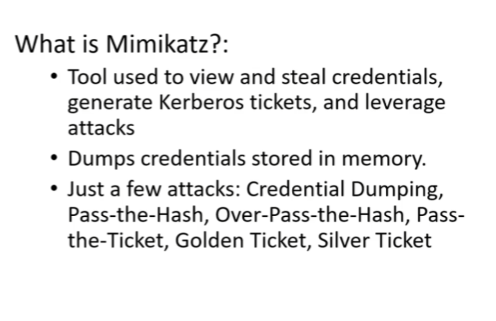 What is Mimikatz?:
• Tool used to view and steal credentials,
generate Kerberos tickets, and leverage
attacks
• Dumps credentials stored in memory.
• Just a few attacks: Credential Dumping,
Pass-the-Hash, Over-Pass-the-Hash, Pass-
the-Ticket, Golden Ticket, Silver Ticket